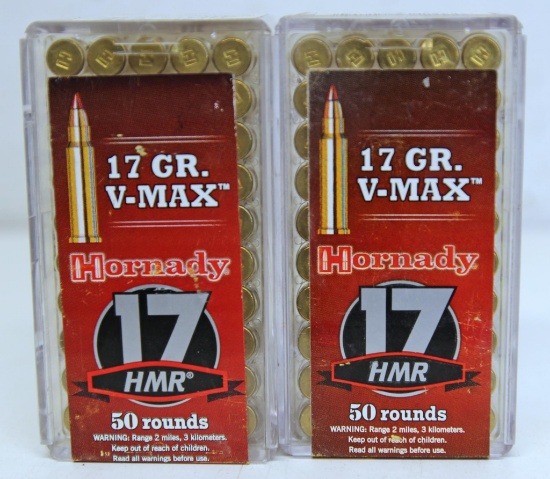 17 GR.
V-MAX™
Hornady
17
HMR®
50 rounds
WARNING: Range 2 miles, 3 kilometers.
Keep out of reach of children.
Read all warnings before use.
17 GR.
V-MAX™
Hornady
17
HMR
50 rounds
WARNING: Range 2 miles, 3 kilometers.
Keep out of reach of children.
Read all warnings before use.